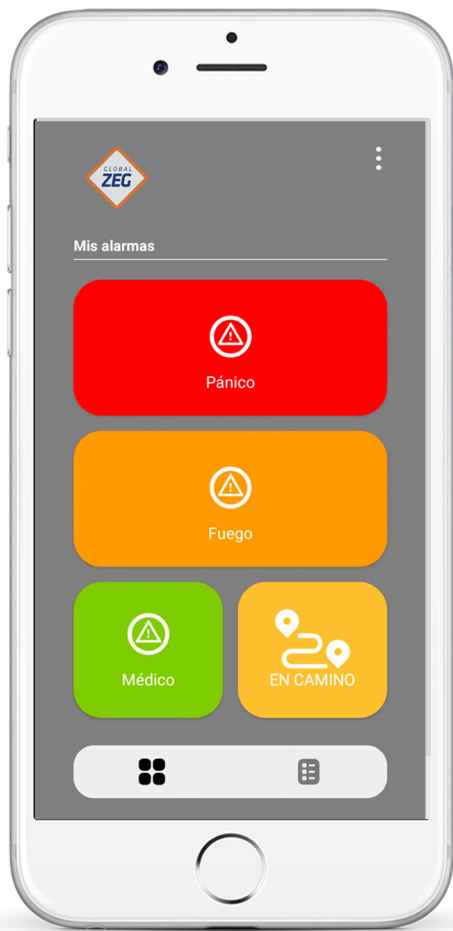 GLOBAL
ZEG
Mis alarmas
Pánico
Fuego
Médico
EN CAMINO